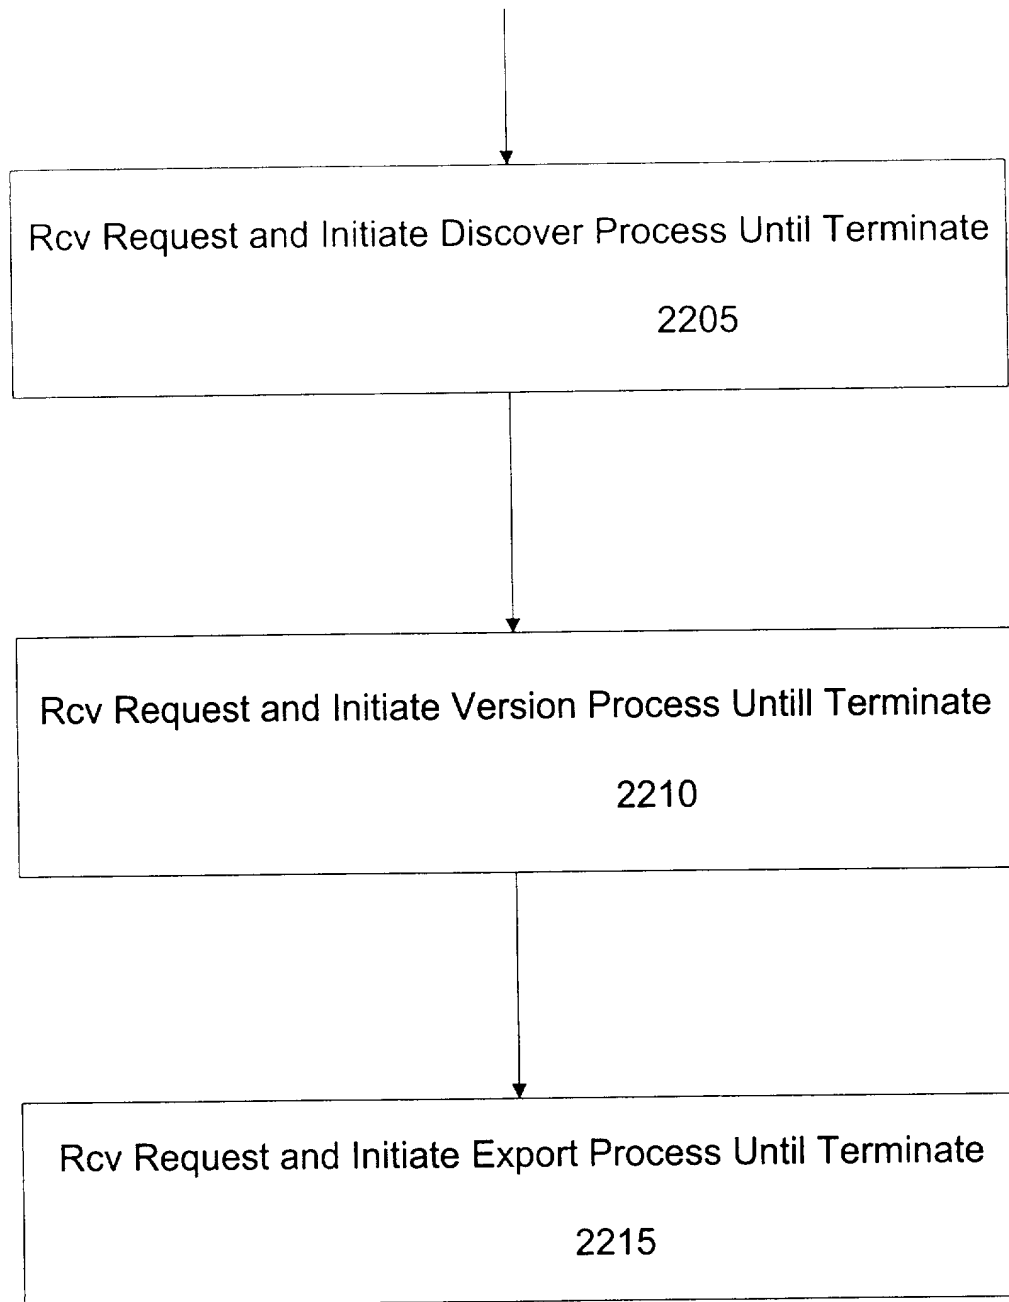 Rcv Request and Initiate Discover Process Until Terminate
2205
Rcv Request and Initiate Version Process Untill Terminate
2210
Rcv Request and Initiate Export Process Until Terminate
2215